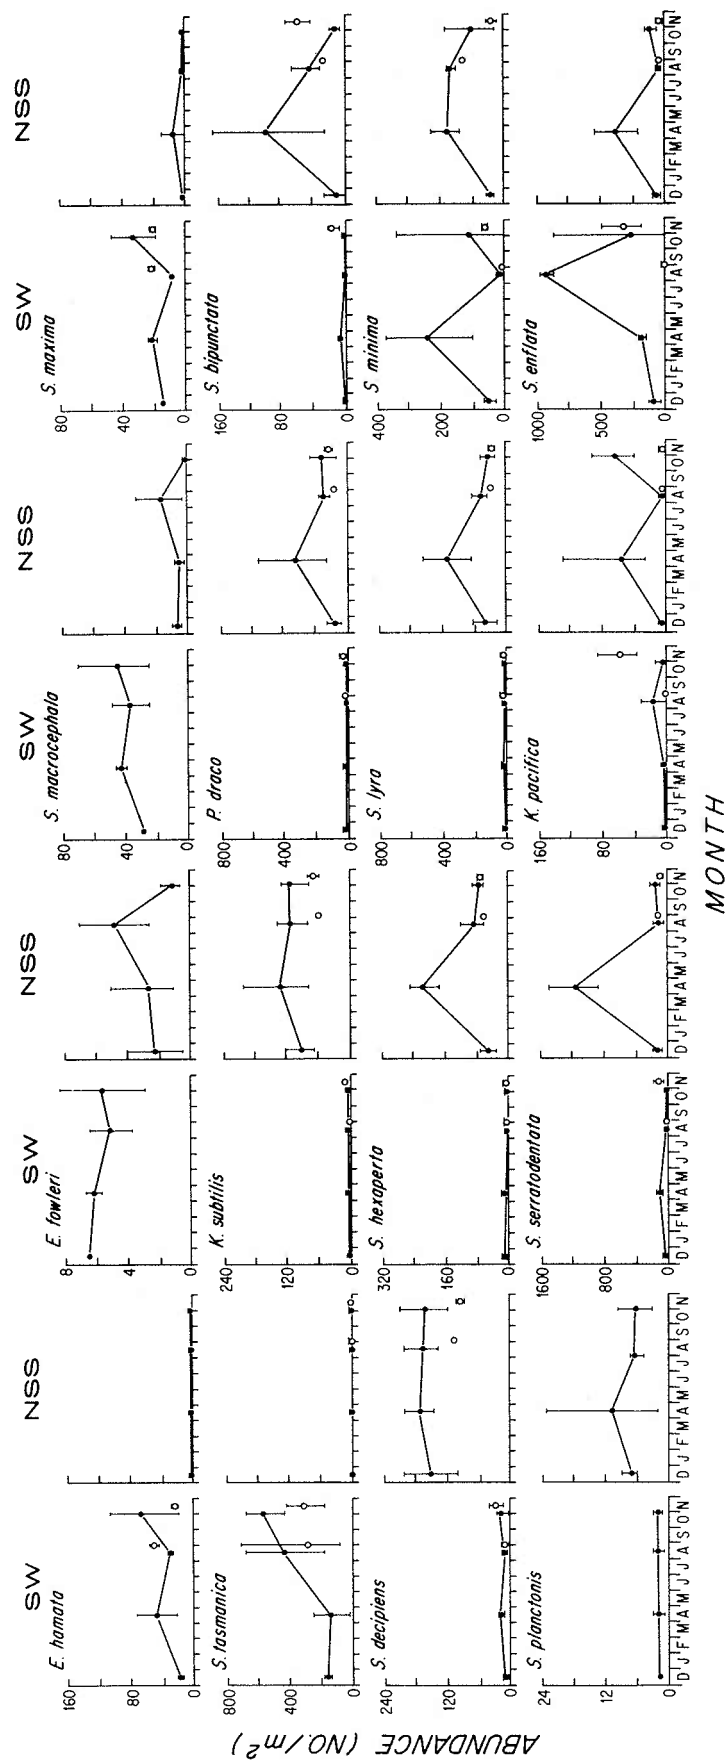 SW NSS SW NSS SW NSS SW NSS
E. hamata E. fowleri S. macrocephala S. maxima
160 8 80 80
80 4 40 40
0 0 0 0
S. tasmanica K. subtilis P. draco S. bipunctata
800 240 800 160
400 120 400 80
0 0 0 0
S. decipiens S. hexaperta S. lyra S minima
240 320 800 400
120 160 400 200
0 0 0 0
S. planctonis S. serratodentata K. pacifica S. enflata
24 1600 160 1000
12 800 80 500
0 0 0 0
D J F M A M J J A S O N D J F M A M J J A S O N D J F M A M J J A S O N D J F M A M J J A S O N D J F M A M J J A S O N D J F M A M J J A S O N D J F M A M J J A S O N D J F M A M J J A S O N
ABUNDANCE (NO./m²)
MONTH